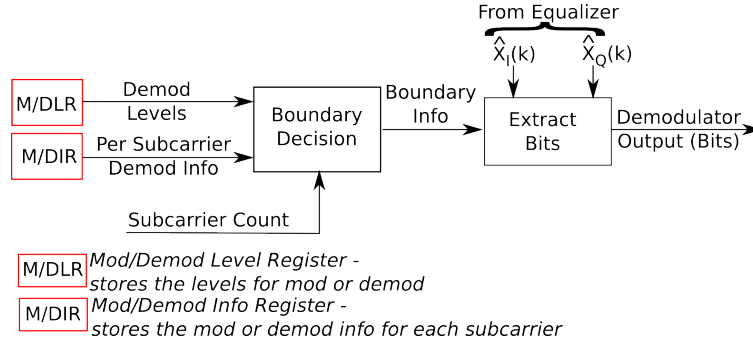 From Equalizer
X̂_I(k)
X̂_Q(k)
M/DLR
Demod
Levels
Boundary
Decision
Boundary
Info
Extract
Bits
Demodulator
Output (Bits)
M/DIR
Per Subcarrier
Demod Info
Subcarrier Count
M/DLR Mod/Demod Level Register -
stores the levels for mod or demod
M/DIR Mod/Demod Info Register -
stores the mod or demod info for each subcarrier